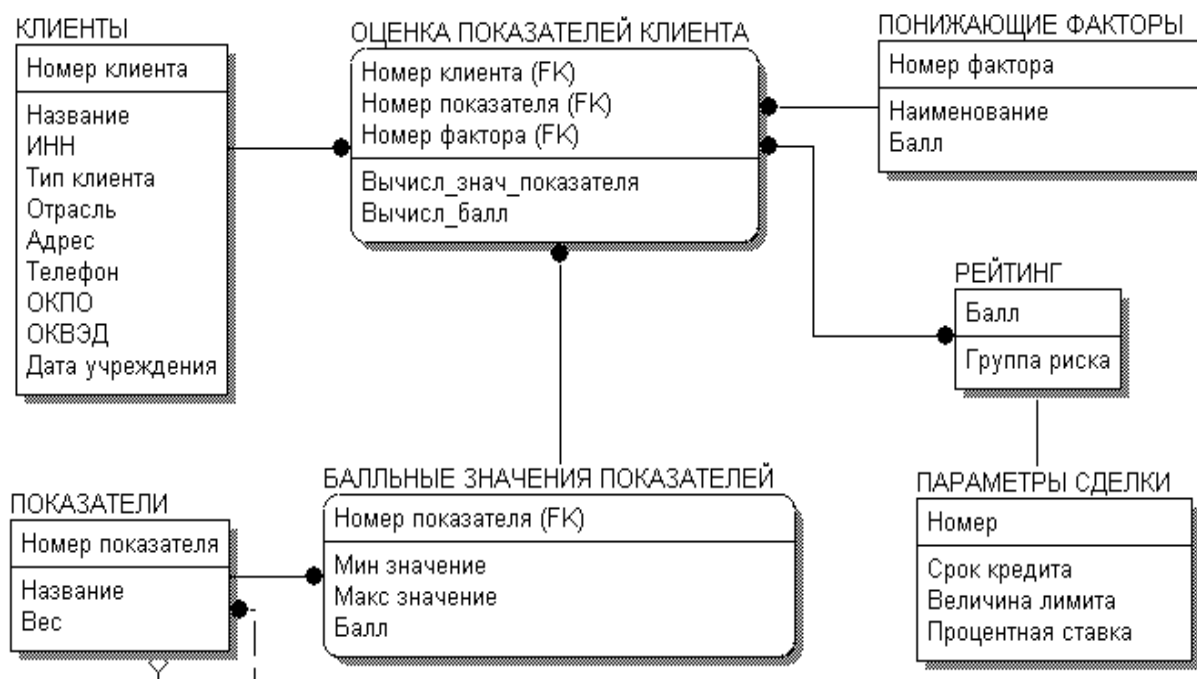 КЛИЕНТЫ
Номер клиента
Название
ИНН
Тип клиента
Отрасль
Адрес
Телефон
ОКПО
ОКВЭД
Дата учреждения
ОЦЕНКА ПОКАЗАТЕЛЕЙ КЛИЕНТА
Номер клиента (FK)
Номер показателя (FK)
Номер фактора (FK)
Вычисл_знач_показателя
Вычисл_балл
ПОНИЖАЮЩИЕ ФАКТОРЫ
Номер фактора
Наименование
Балл
РЕЙТИНГ
Балл
Группа риска
ПОКАЗАТЕЛИ
Номер показателя
Название
Вес
БАЛЛЬНЫЕ ЗНАЧЕНИЯ ПОКАЗАТЕЛЕЙ
Номер показателя (FK)
Мин значение
Макс значение
Балл
ПАРАМЕТРЫ СДЕЛКИ
Номер
Срок кредита
Величина лимита
Процентная ставка